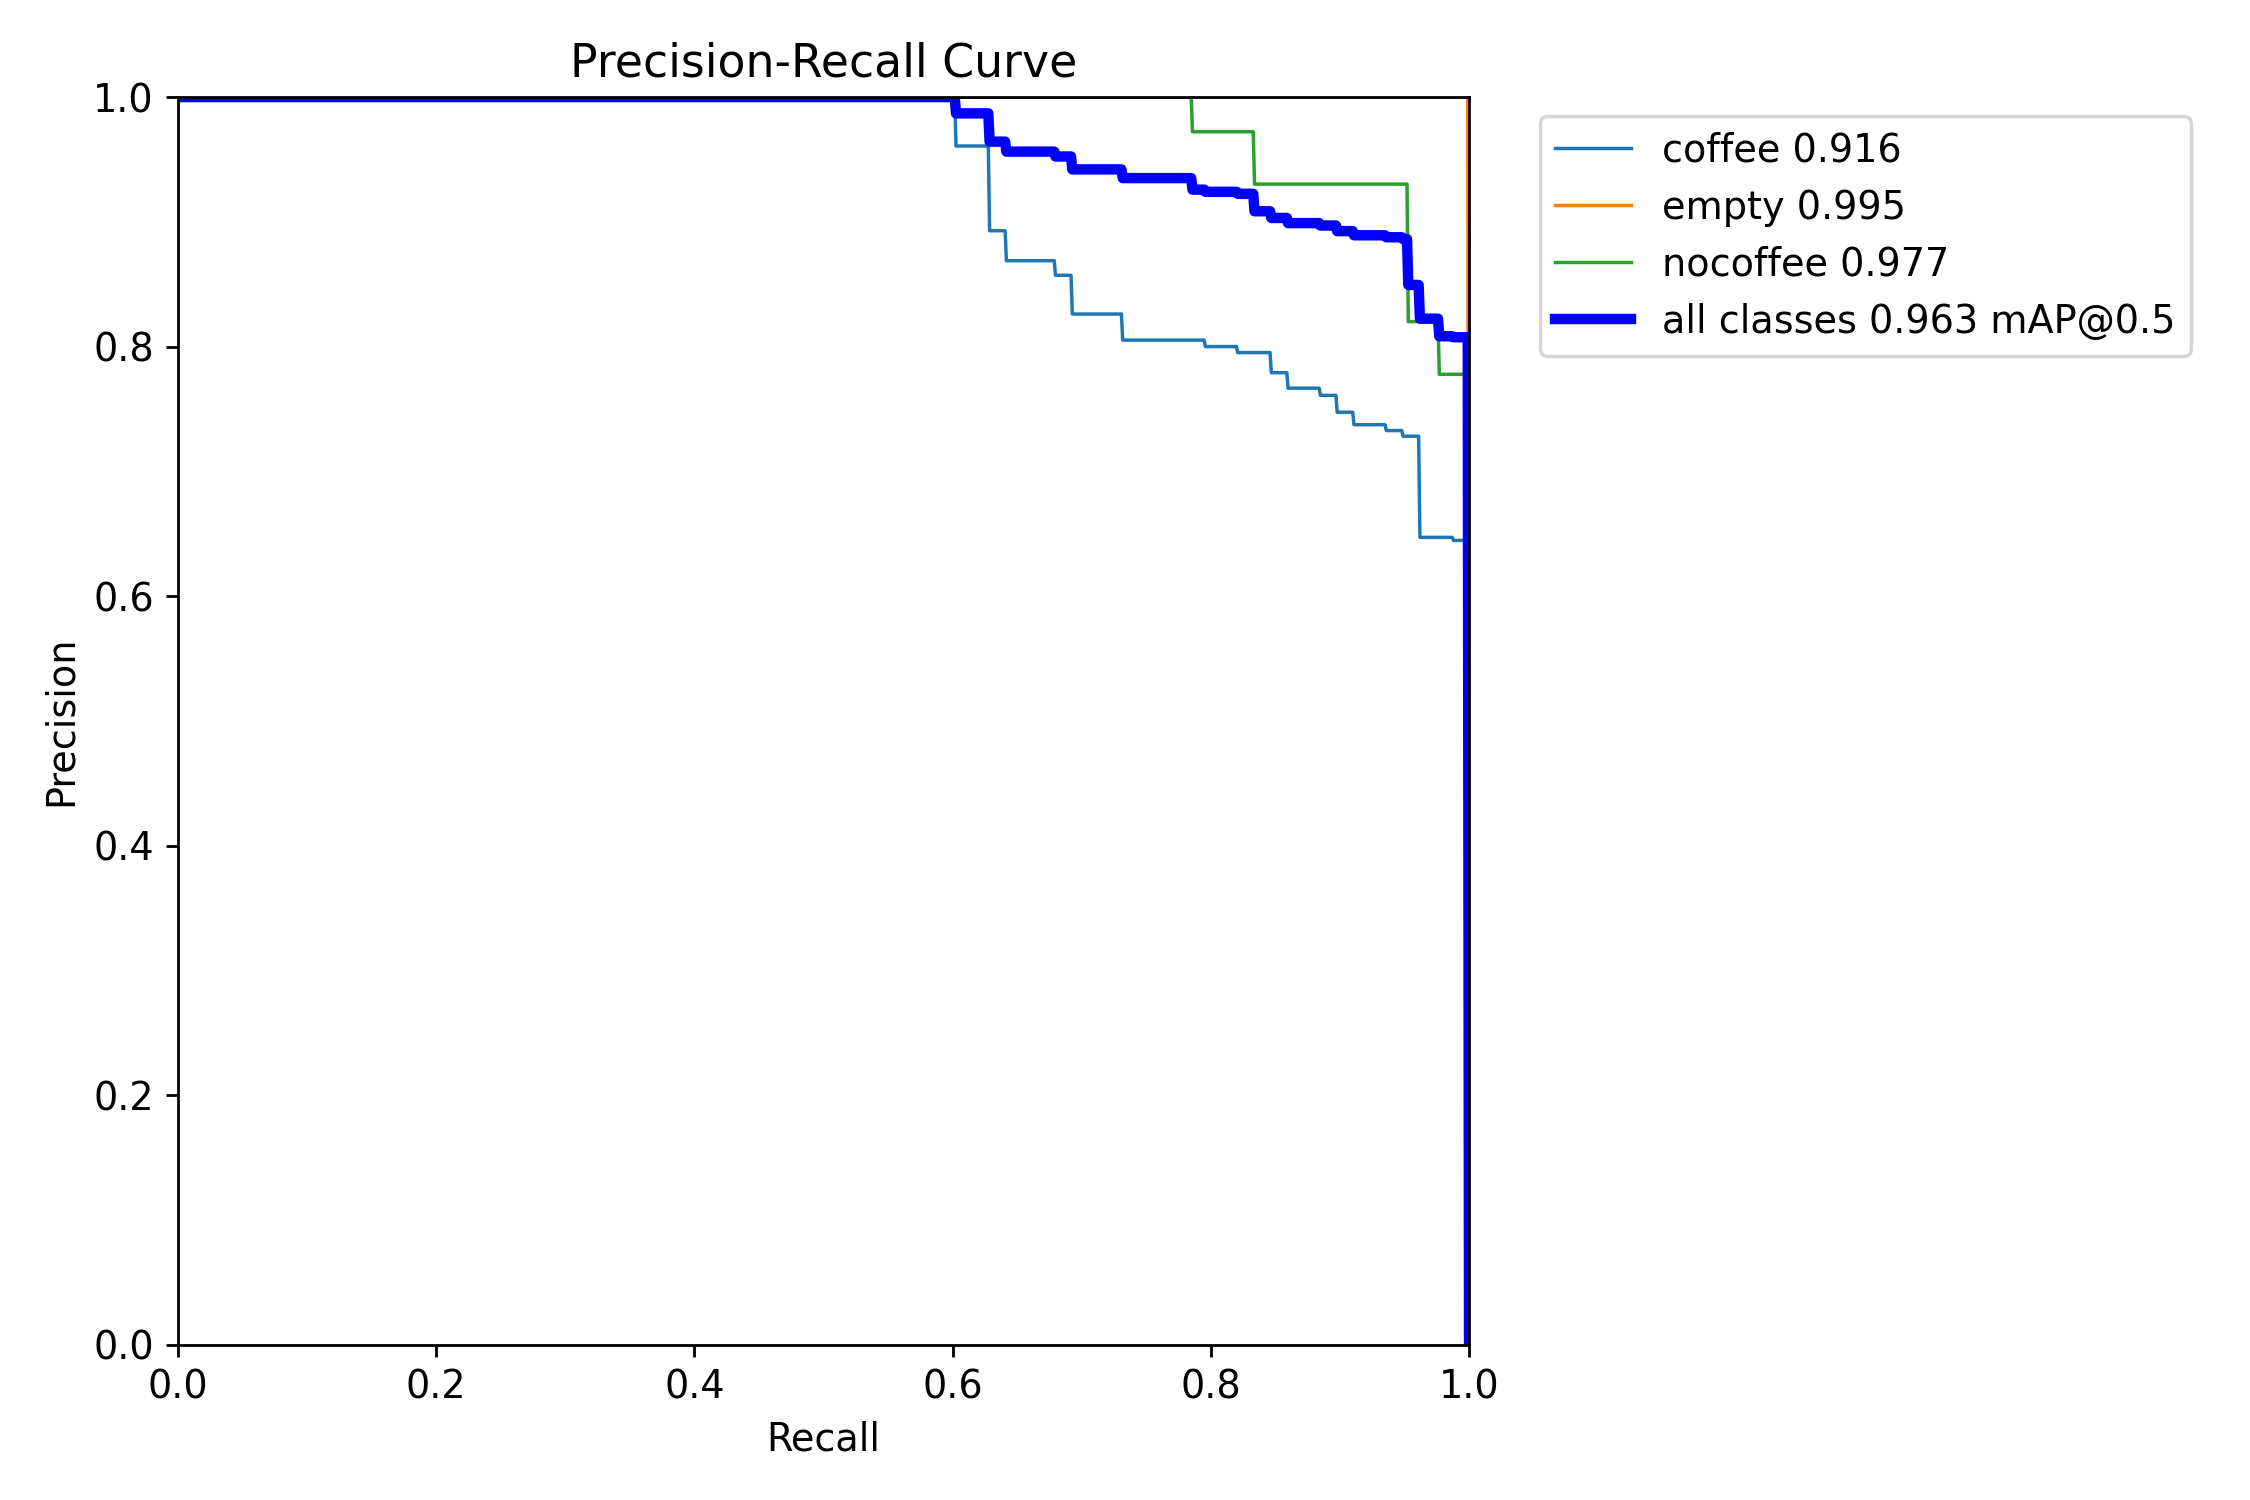 Precision-Recall Curve
1.0
0.8
0.6
0.4
0.2
0.0
Precision
0.0 0.2 0.4 0.6 0.8 1.0
Recall
coffee 0.916
empty 0.995
nocoffee 0.977
all classes 0.963 mAP@0.5